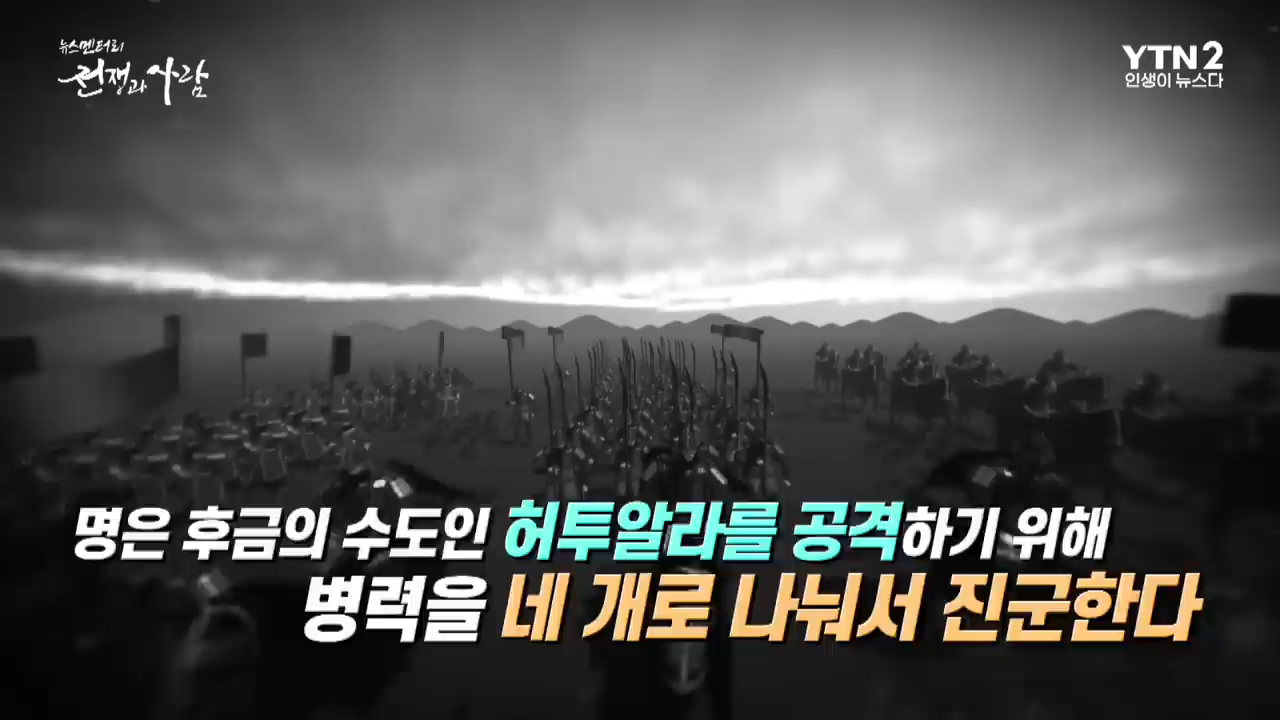 뉴스멘터리
전쟁과 사람
YTN2
인생이 뉴스다
명은 후금의 수도인 허투알라를 공격하기 위해
병력을 네 개로 나눠서 진군한다